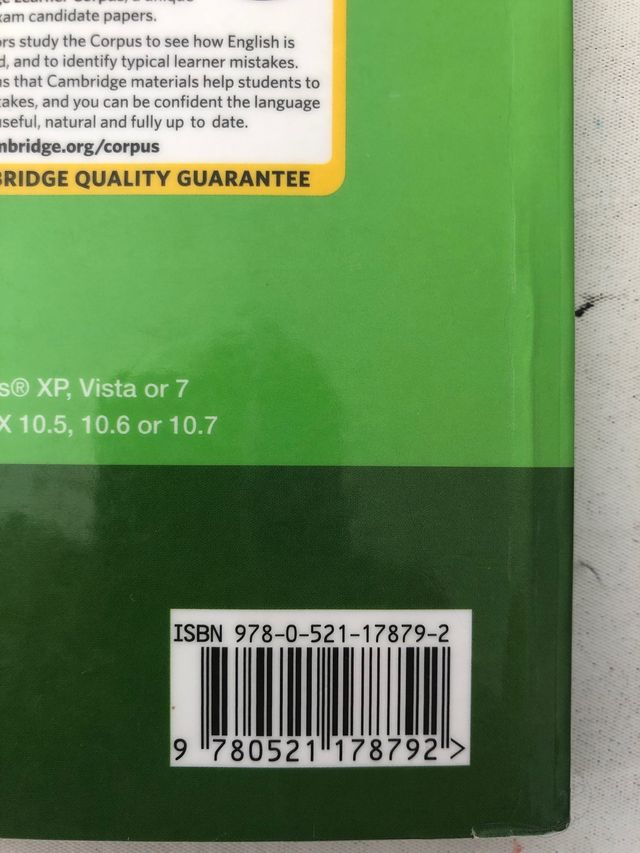 xam candidate papers.
rs study the Corpus to see how English is
d, and to identify typical learner mistakes.
s that Cambridge materials help students to
akes, and you can be confident the language
seful, natural and fully up to date.
mbridge.org/corpus
BRIDGE QUALITY GUARANTEE
s® XP, Vista or 7
X 10.5, 10.6 or 10.7
ISBN 978-0-521-17879-2
9 780521 178792 >